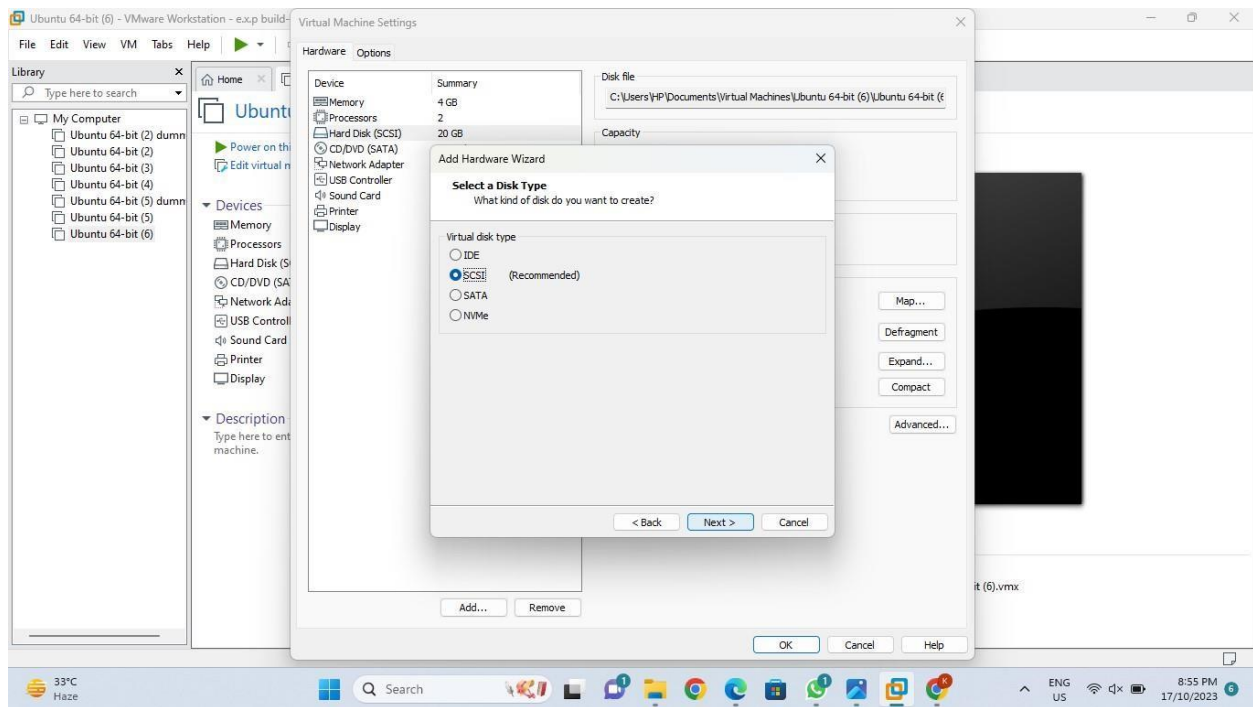 Ubuntu 64-bit (6) - VMware Workstation - e.x.p build-
File Edit View VM Tabs Help
Library
Type here to search
My Computer
Ubuntu 64-bit (2) dumm
Ubuntu 64-bit (2)
Ubuntu 64-bit (3)
Ubuntu 64-bit (4)
Ubuntu 64-bit (5) dumm
Ubuntu 64-bit (5)
Ubuntu 64-bit (6)
Home
Ubuntu
Power on thi
Edit virtual m
Devices
Memory
Processors
Hard Disk (S
CD/DVD (SA
Network Ada
USB Controll
Sound Card
Printer
Display
Description
Type here to ent
machine.
Virtual Machine Settings
Hardware Options
Device Summary
Memory 4 GB
Processors 2
Hard Disk (SCSI) 20 GB
CD/DVD (SATA)
Network Adapter
USB Controller
Sound Card
Printer
Display
Add... Remove
Disk file
C:\Users\HP\Documents\Virtual Machines\Ubuntu 64-bit (6)\Ubuntu 64-bit (6
Capacity
Map...
Defragment
Expand...
Compact
Advanced...
Add Hardware Wizard
Select a Disk Type
What kind of disk do you want to create?
Virtual disk type
IDE
SCSI (Recommended)
SATA
NVMe
< Back Next > Cancel
OK Cancel Help
it (6).vmx
33°C
Haze
Search
1
1
K
ENG
US
8:55 PM
17/10/2023
6